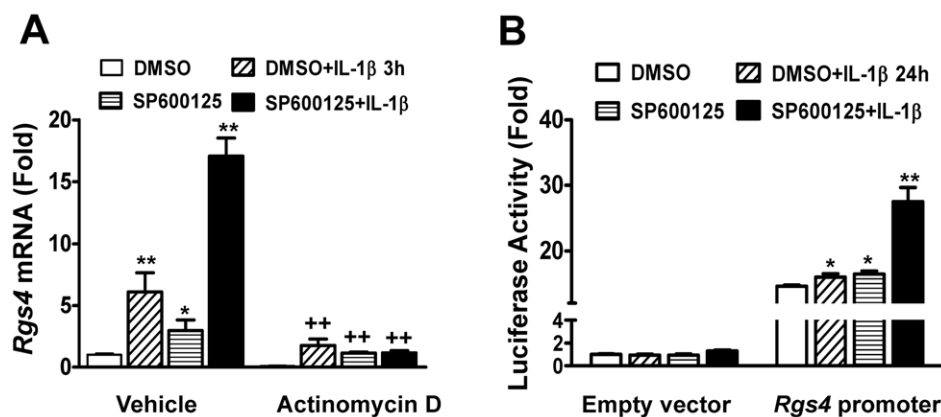 A
DMSO
DMSO+IL-1β 3h
SP600125
SP600125+IL-1β
Rgs4 mRNA (Fold)
20
15
10
5
0
**
*
**
++
++
++
Vehicle
Actinomycin D
B
DMSO
DMSO+IL-1β 24h
SP600125
SP600125+IL-1β
Luciferase Activity (Fold)
40
30
20
4
2
0
*
*
**
Empty vector
Rgs4 promoter